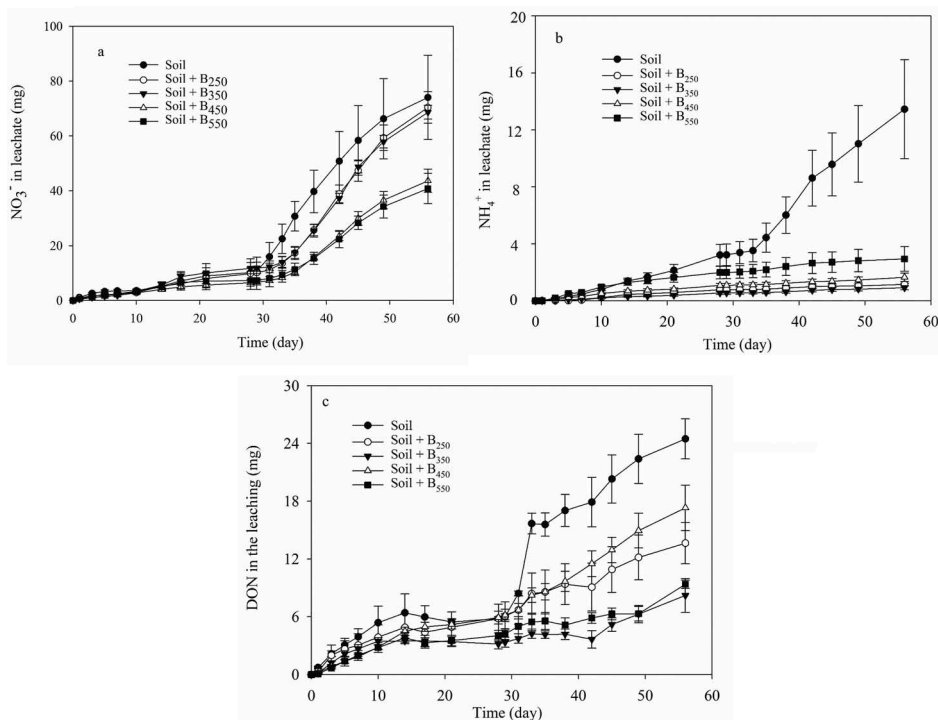 a
NO3- in leachate (mg)
100
80
60
40
20
0
Soil
Soil + B250
Soil + B350
Soil + B450
Soil + B550
0 10 20 30 40 50 60
Time (day)
b
NH4+ in leachate (mg)
20
16
12
8
4
0
Soil
Soil + B250
Soil + B350
Soil + B450
Soil + B550
0 10 20 30 40 50 60
Time (day)
c
DON in the leaching (mg)
30
24
18
12
6
0
Soil
Soil + B250
Soil + B350
Soil + B450
Soil + B550
0 10 20 30 40 50 60
Time (day)